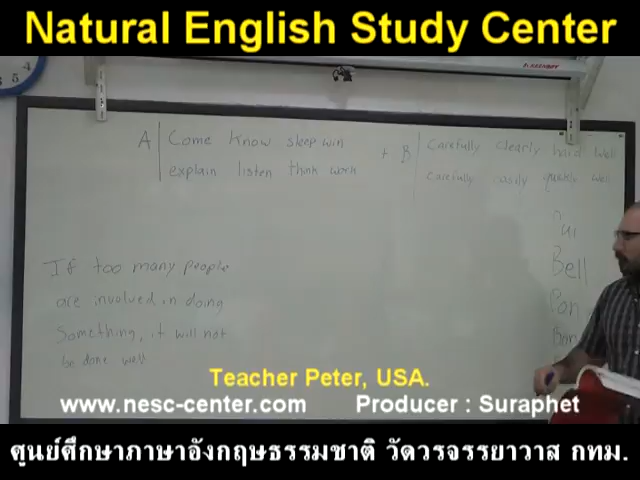 Natural English Study Center
A Come Know sleep win + B Carefully clearly hard well
explain listen think work carefully easily quickly well
If too many people
are involved in doing
Something, it will not
be done well
Bell
Teacher Peter, USA.
www.nesc-center.com Producer : Suraphet
ศูนย์ศึกษาภาษาอังกฤษธรรมชาติ วัดวรจรรยาวาส กทม.